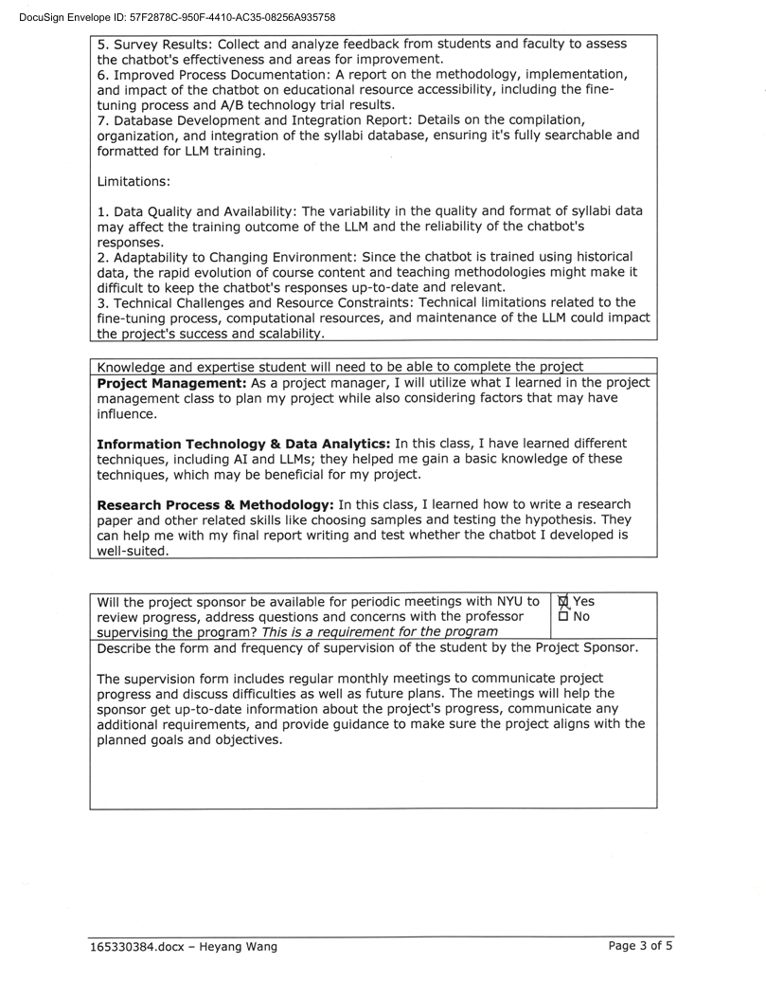 DocuSign Envelope ID: 57F2878C-950F-4410-AC35-08256A935758
5. Survey Results: Collect and analyze feedback from students and faculty to assess
the chatbot's effectiveness and areas for improvement.
6. Improved Process Documentation: A report on the methodology, implementation,
and impact of the chatbot on educational resource accessibility, including the fine-
tuning process and A/B technology trial results.
7. Database Development and Integration Report: Details on the compilation,
organization, and integration of the syllabi database, ensuring it's fully searchable and
formatted for LLM training.
Limitations:
1. Data Quality and Availability: The variability in the quality and format of syllabi data
may affect the training outcome of the LLM and the reliability of the chatbot's
responses.
2. Adaptability to Changing Environment: Since the chatbot is trained using historical
data, the rapid evolution of course content and teaching methodologies might make it
difficult to keep the chatbot's responses up-to-date and relevant.
3. Technical Challenges and Resource Constraints: Technical limitations related to the
fine-tuning process, computational resources, and maintenance of the LLM could impact
the project's success and scalability.
Knowledge and expertise student will need to be able to complete the project
Project Management: As a project manager, I will utilize what I learned in the project
management class to plan my project while also considering factors that may have
influence.
Information Technology & Data Analytics: In this class, I have learned different
techniques, including AI and LLMs; they helped me gain a basic knowledge of these
techniques, which may be beneficial for my project.
Research Process & Methodology: In this class, I learned how to write a research
paper and other related skills like choosing samples and testing the hypothesis. They
can help me with my final report writing and test whether the chatbot I developed is
well-suited.
Will the project sponsor be available for periodic meetings with NYU to
review progress, address questions and concerns with the professor
supervising the program? This is a requirement for the program
☒ Yes
☐ No
Describe the form and frequency of supervision of the student by the Project Sponsor.
The supervision form includes regular monthly meetings to communicate project
progress and discuss difficulties as well as future plans. The meetings will help the
sponsor get up-to-date information about the project's progress, communicate any
additional requirements, and provide guidance to make sure the project aligns with the
planned goals and objectives.
165330384.docx – Heyang Wang
Page 3 of 5